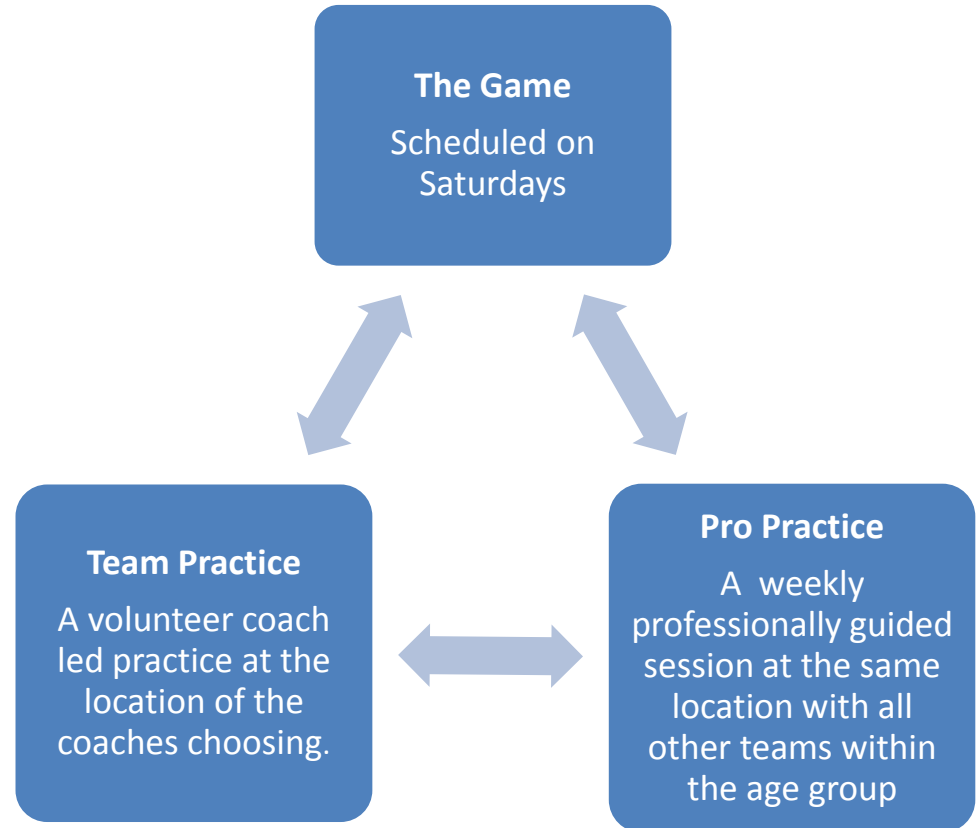 The Game
Scheduled on
Saturdays
Team Practice
A volunteer coach
led practice at the
location of the
coaches choosing.
Pro Practice
A weekly
professionally guided
session at the same
location with all
other teams within
the age group